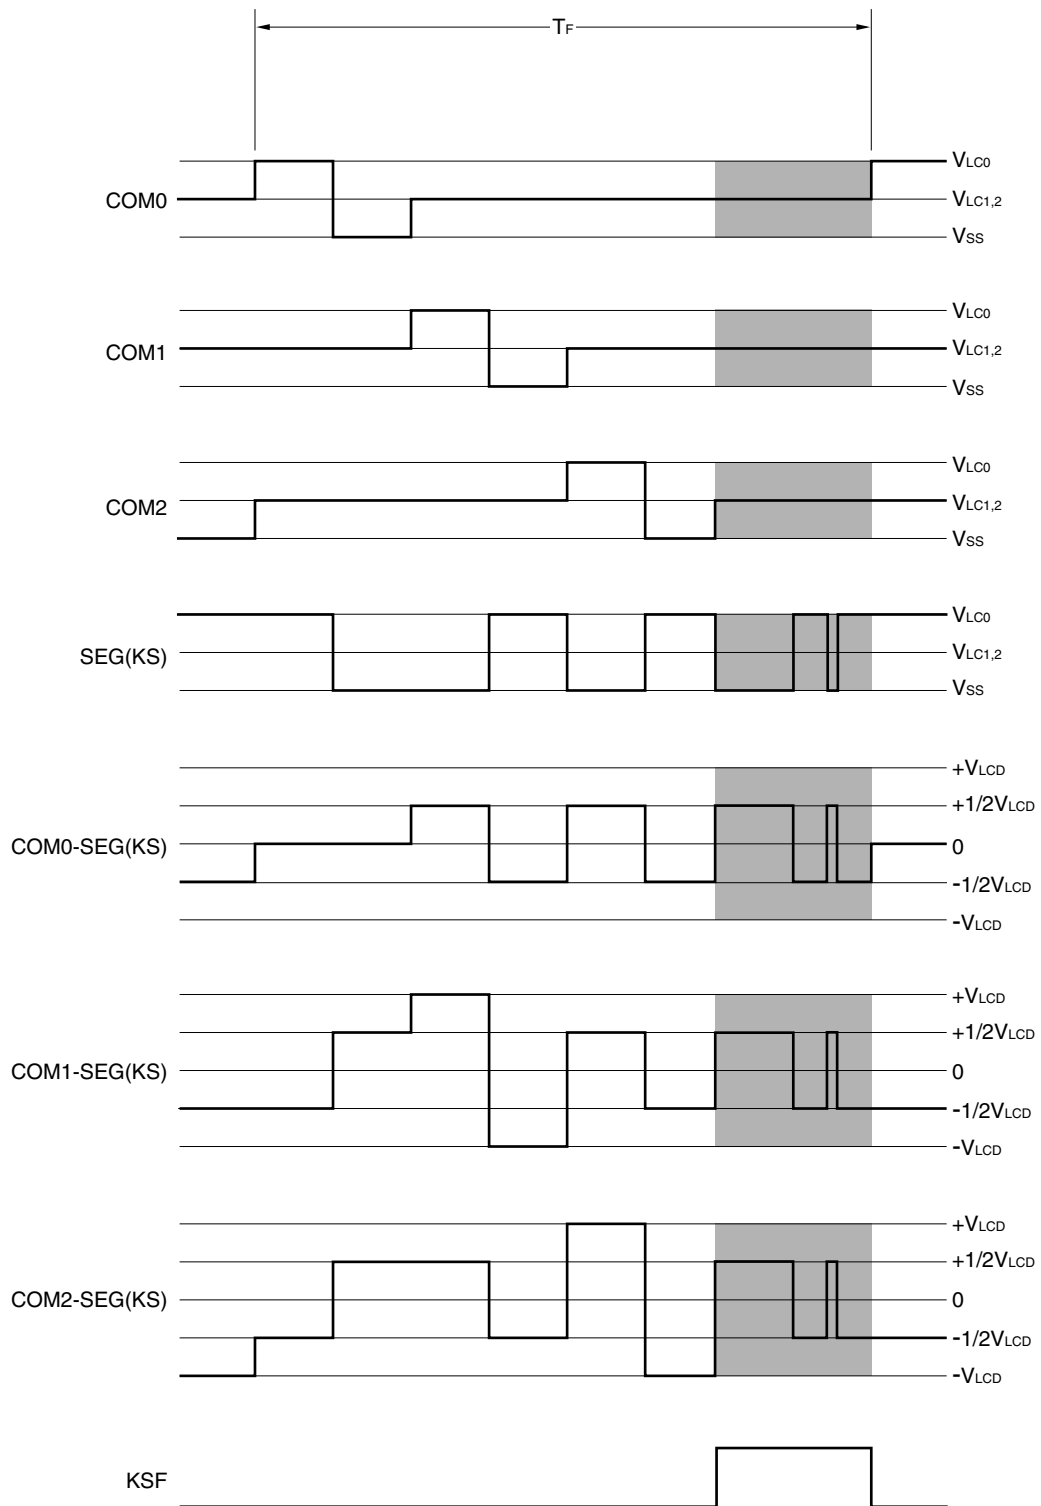 TF
COM0
VLC0
VLC1,2
VSS
COM1
VLC0
VLC1,2
VSS
COM2
VLC0
VLC1,2
VSS
SEG(KS)
VLC0
VLC1,2
VSS
COM0-SEG(KS)
+VLCD
+1/2VLCD
0
-1/2VLCD
-VLCD
COM1-SEG(KS)
+VLCD
+1/2VLCD
0
-1/2VLCD
-VLCD
COM2-SEG(KS)
+VLCD
+1/2VLCD
0
-1/2VLCD
-VLCD
KSF